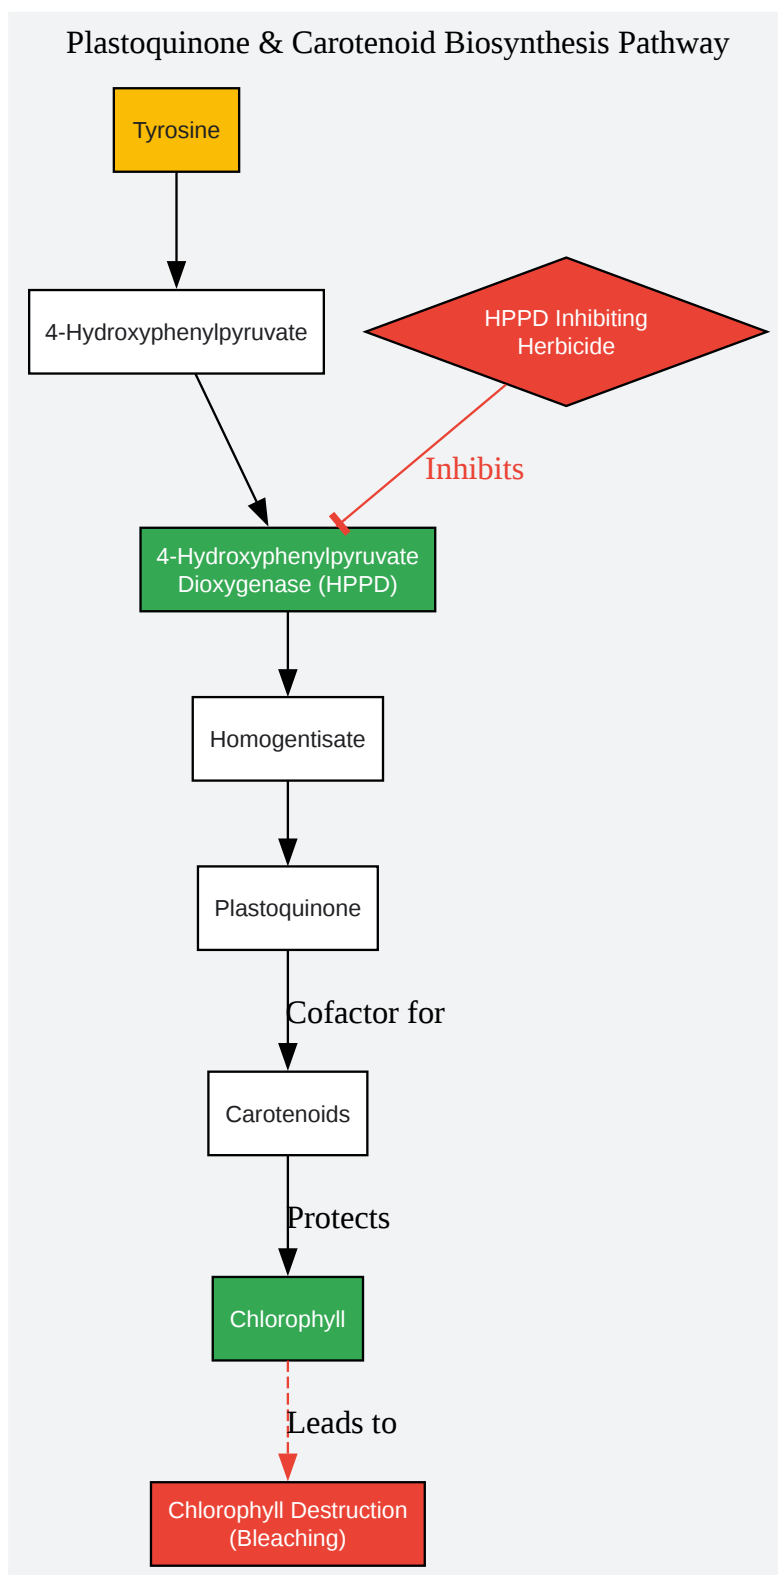 Plastoquinone & Carotenoid Biosynthesis Pathway
Tyrosine
4-Hydroxyphenylpyruvate
HPPD Inhibiting
Herbicide
Inhibits
4-Hydroxyphenylpyruvate
Dioxygenase (HPPD)
Homogentisate
Plastoquinone
Cofactor for
Carotenoids
Protects
Chlorophyll
Leads to
Chlorophyll Destruction
(Bleaching)